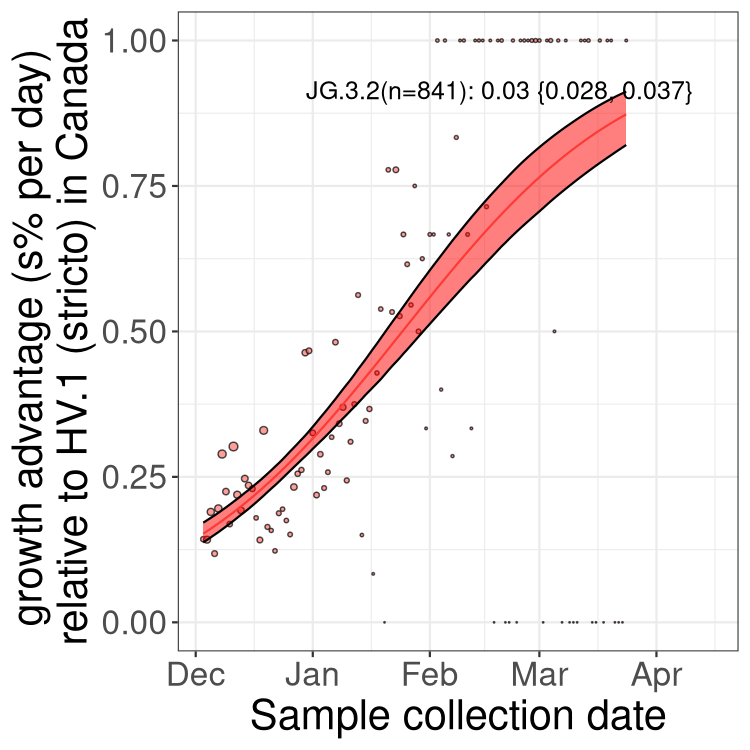 growth advantage (s% per day)
relative to HV.1 (stricto) in Canada
1.00
0.75
0.50
0.25
0.00
JG.3.2(n=841): 0.03 {0.028, 0.037}
Dec Jan Feb Mar Apr
Sample collection date